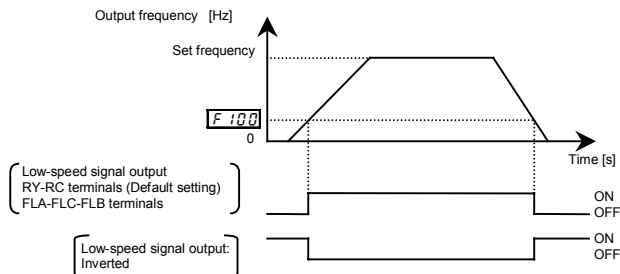 Output frequency [Hz]
Set frequency
F 100
0
Time [s]
Low-speed signal output
RY-RC terminals (Default setting)
FLA-FLC-FLB terminals
ON
OFF
Low-speed signal output:
Inverted
ON
OFF